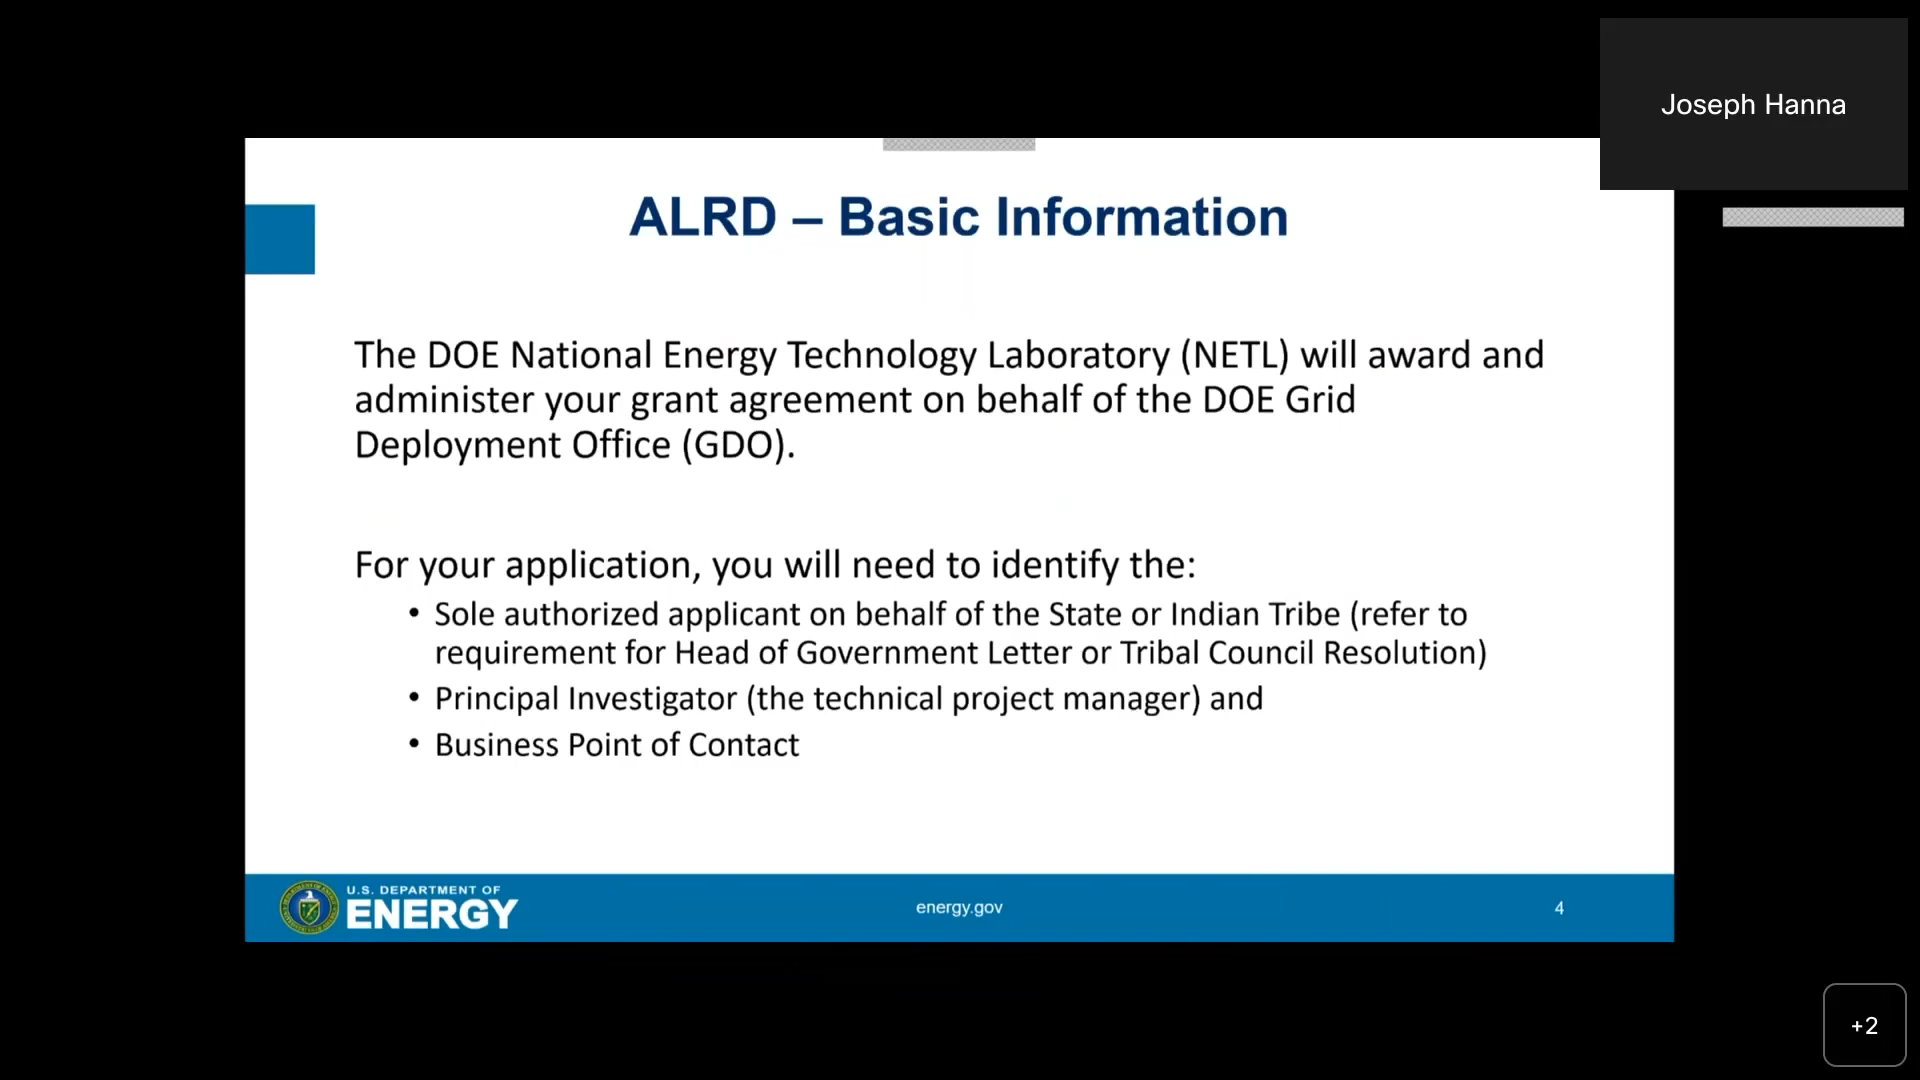 Joseph Hanna
ALRD – Basic Information
The DOE National Energy Technology Laboratory (NETL) will award and
administer your grant agreement on behalf of the DOE Grid
Deployment Office (GDO).
For your application, you will need to identify the:
• Sole authorized applicant on behalf of the State or Indian Tribe (refer to
requirement for Head of Government Letter or Tribal Council Resolution)
• Principal Investigator (the technical project manager) and
• Business Point of Contact
U.S. DEPARTMENT OF
ENERGY
energy.gov
4
+2